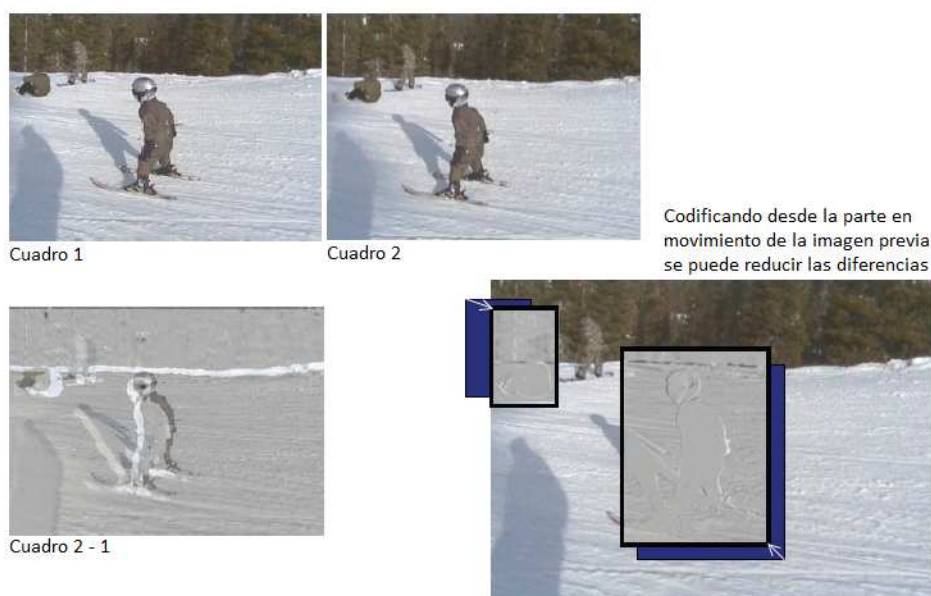 Cuadro 1
Cuadro 2
Codificando desde la parte en
movimiento de la imagen previa
se puede reducir las diferencias
Cuadro 2 - 1